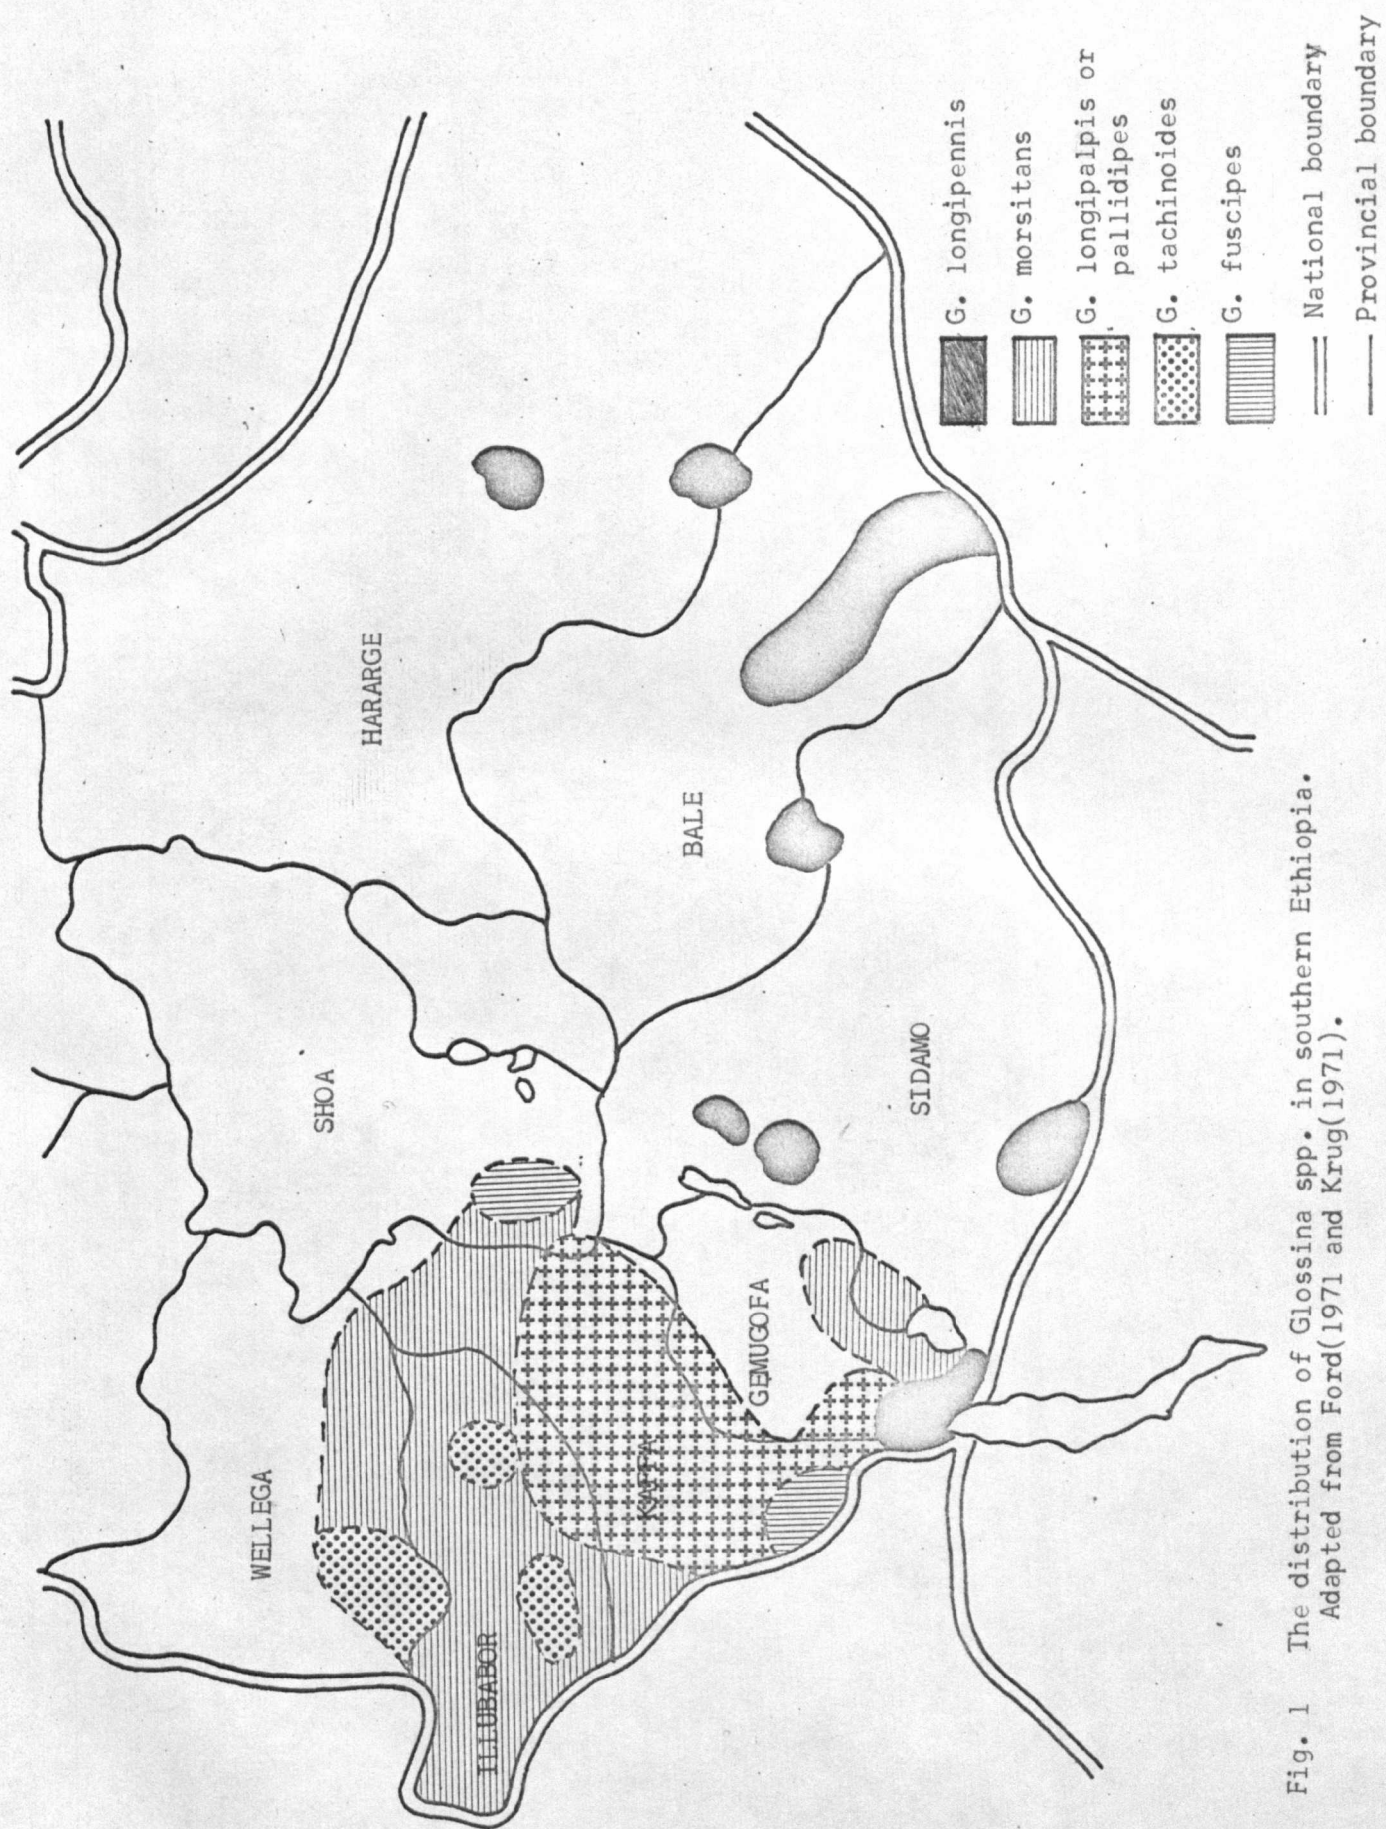 HARARGE
SHOA
BALE
WELLEGA
SIDAMO
GEMUGOFA
KAFFA
ILLUBABOR
G. longipennis
G. morsitans
G. longipalpis or
pallidipes
G. tachinoides
G. fuscipes
National boundary
Provincial boundary
Fig. 1 The distribution of Glossina spp. in southern Ethiopia.
Adapted from Ford(1971 and Krug(1971).